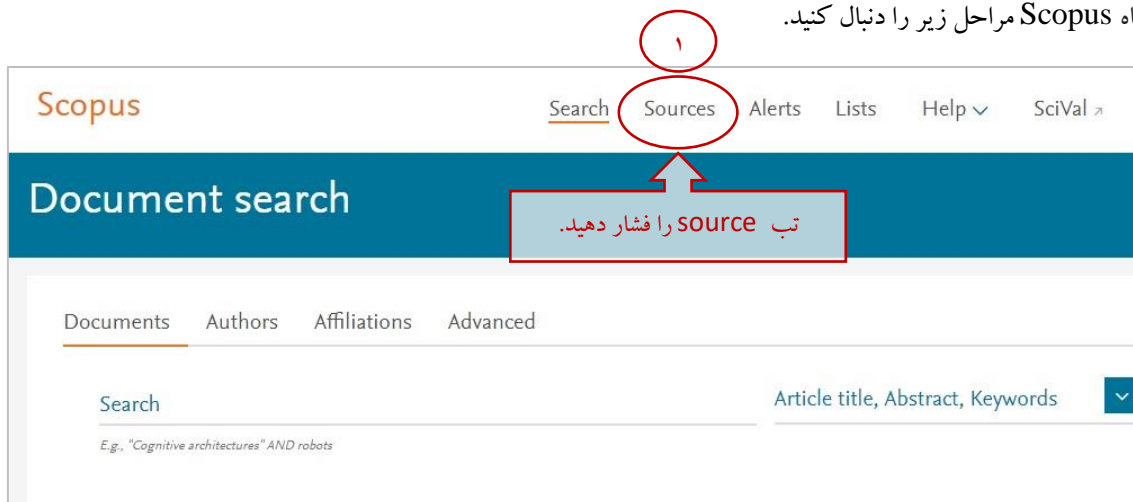 Scopus مراحل زیر را دنبال کنید.
۱
Scopus Search Sources Alerts Lists Help SciVal
Document search
تب source را فشار دهید.
Documents Authors Affiliations Advanced
Search Article title, Abstract, Keywords
E.g., "Cognitive architectures" AND robots